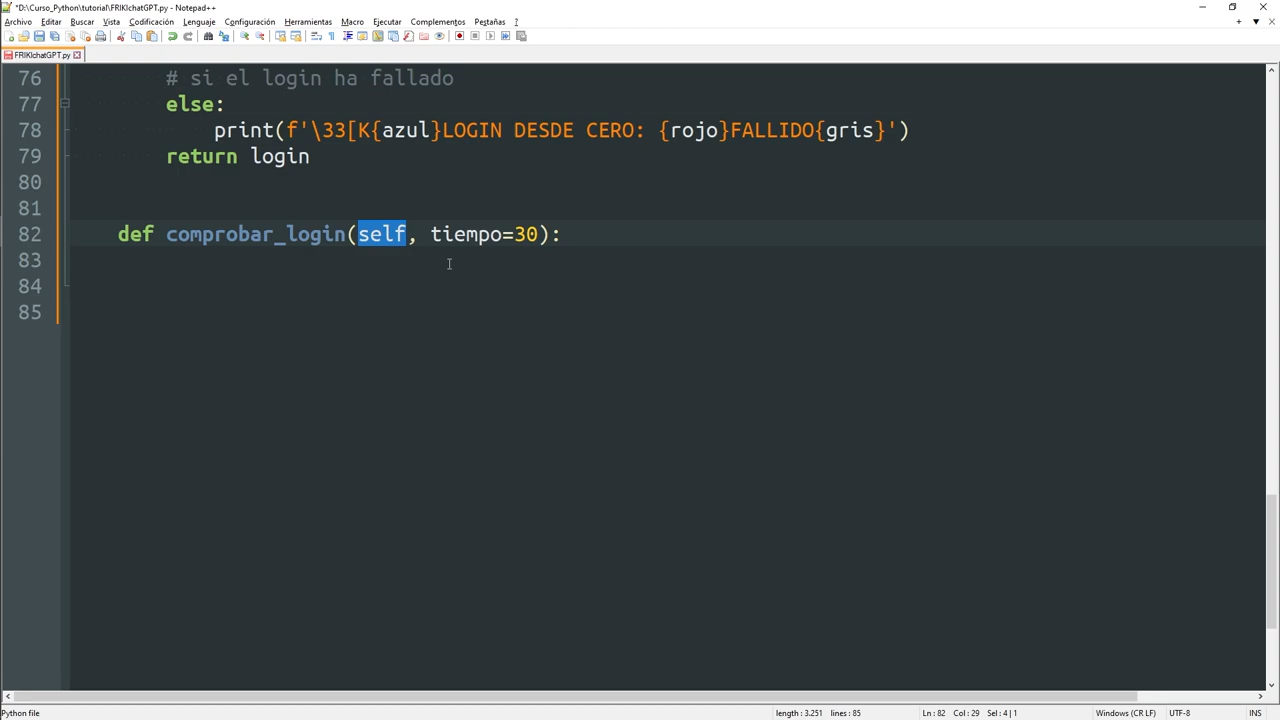 *D:\Curso_Python\tutorial\FRIKIchatGPT.py - Notepad++
Archivo Editar Buscar Vista Codificación Lenguaje Configuración Herramientas Macro Ejecutar Complementos Pestañas ?
FRIKIchatGPT.py
76 # si el login ha fallado
77 else:
78 print(f'\33[K{azul}LOGIN DESDE CERO: {rojo}FALLIDO{gris}')
79 return login
80
81
82 def comprobar_login(self, tiempo=30):
83
84
85
Python file length : 3.251 lines : 85 Ln : 82 Col : 29 Sel : 4 | 1 Windows (CR LF) UTF-8 INS